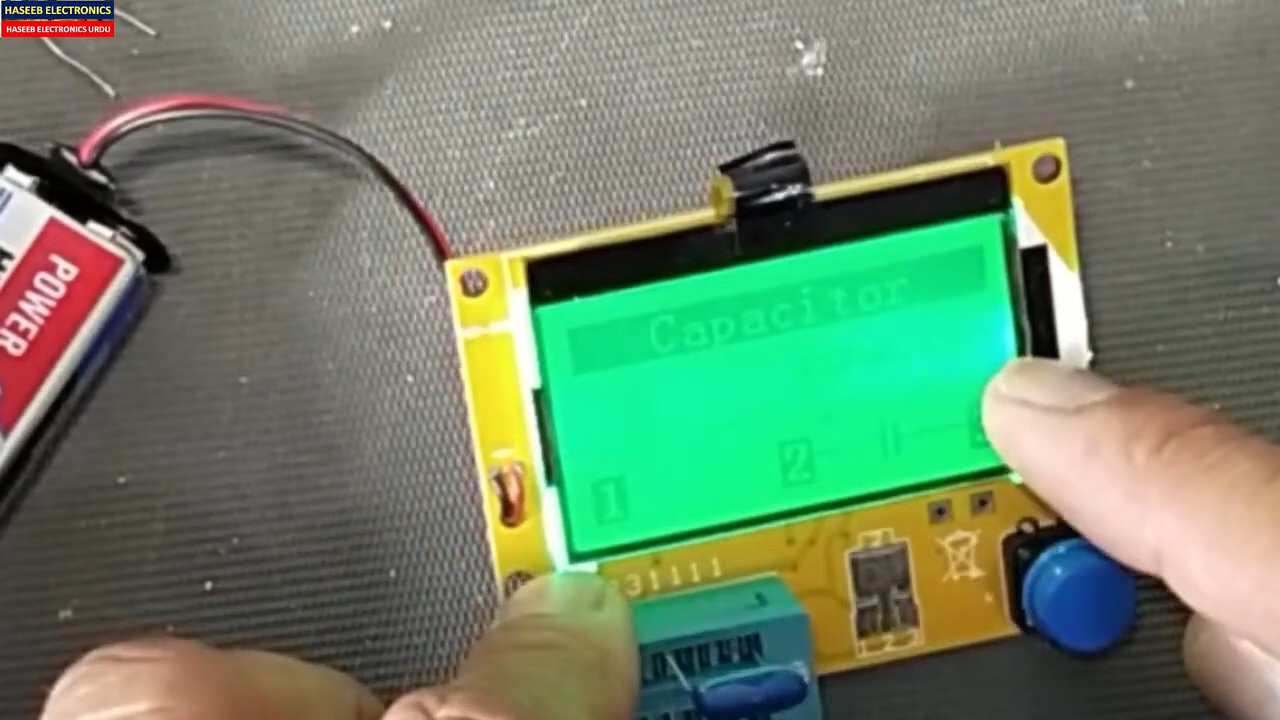 HASEEB ELECTRONICS
HASEEB ELECTRONICS URDU
POWER
Capacitor
1
2
31111